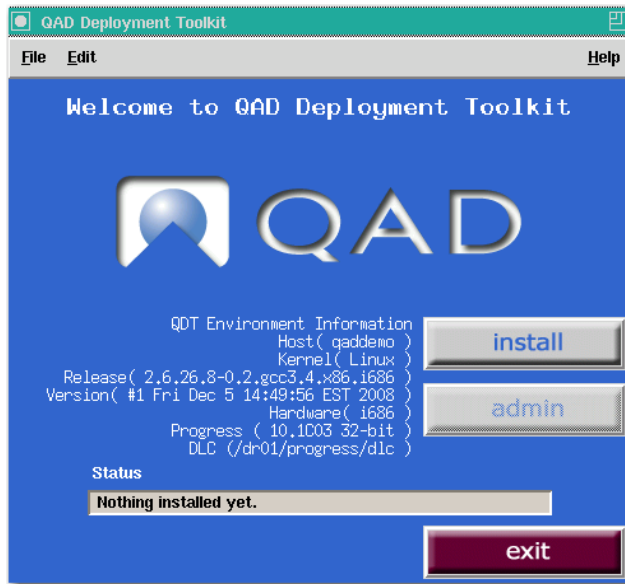 QAD Deployment Toolkit
File Edit Help
Welcome to QAD Deployment Toolkit
QAD
QDT Environment Information
Host( qaddemo )
Kernel( Linux )
Release( 2.6.26.8-0.2.gcc3.4.x86.i686 )
Version( #1 Fri Dec 5 14:49:56 EST 2008 )
Hardware( i686 )
Progress ( 10.1C03 32-bit )
DLC (/dr01/progress/dlc )
install
admin
Status
Nothing installed yet.
exit